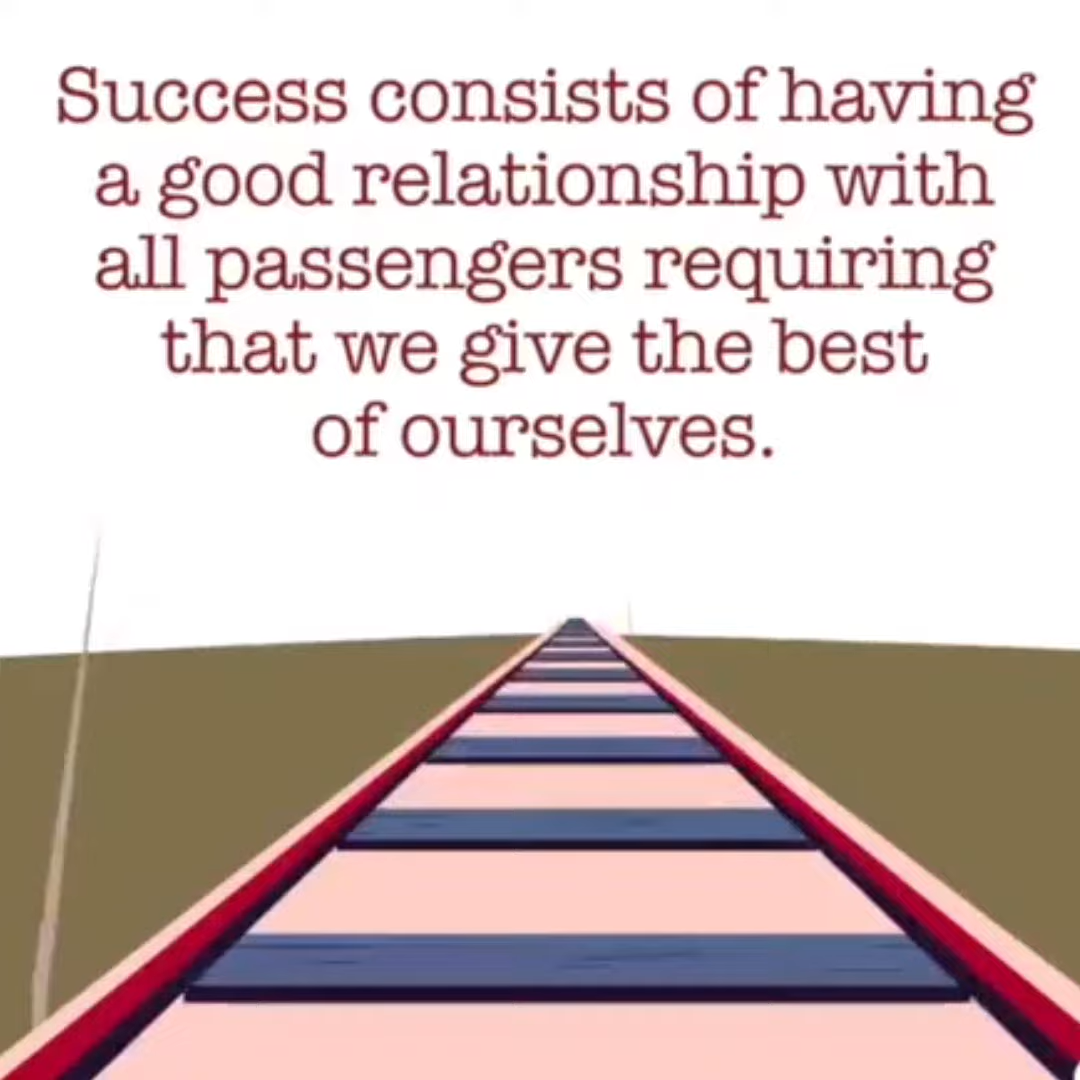 Success consists of having
a good relationship with
all passengers requiring
that we give the best
of ourselves.